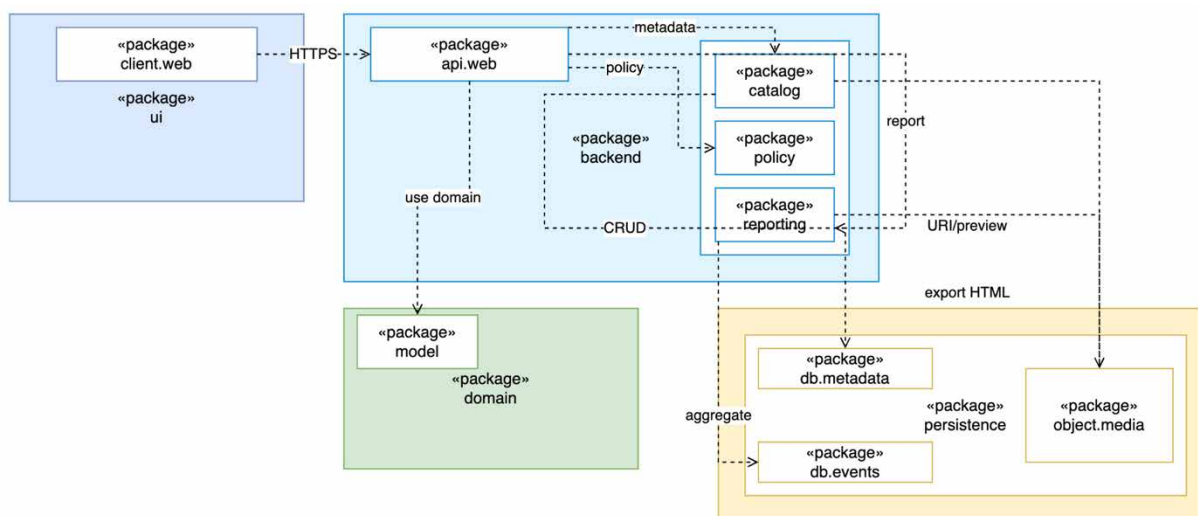 «package»
client.web
«package»
ui
HTTPS
«package»
api.web
metadata
policy
«package»
catalog
report
«package»
backend
«package»
policy
use domain
«package»
reporting
CRUD
URI/preview
export HTML
«package»
model
«package»
domain
«package»
db.metadata
aggregate
«package»
persistence
«package»
object.media
«package»
db.events